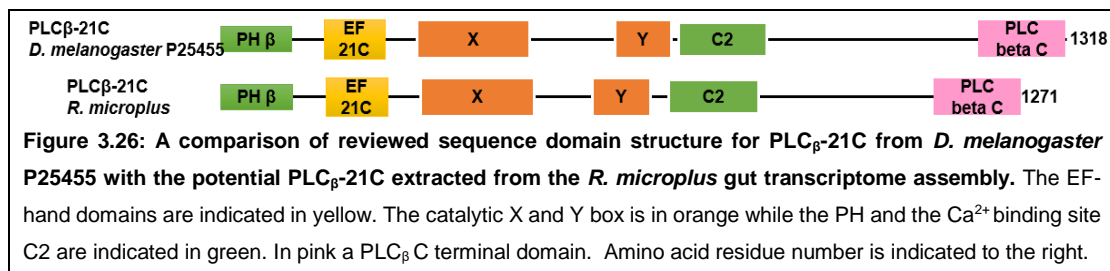 PLCβ-21C
D. melanogaster P25455
PH β
EF
21C
X
Y
C2
PLC
beta C
1318
PLCβ-21C
R. microplus
PH β
EF
21C
X
Y
C2
PLC
beta C
1271
Figure 3.26: A comparison of reviewed sequence domain structure for PLCβ-21C from D. melanogaster
P25455 with the potential PLCβ-21C extracted from the R. microplus gut transcriptome assembly. The EF-
hand domains are indicated in yellow. The catalytic X and Y box is in orange while the PH and the Ca2+ binding site
C2 are indicated in green. In pink a PLCβ C terminal domain. Amino acid residue number is indicated to the right.